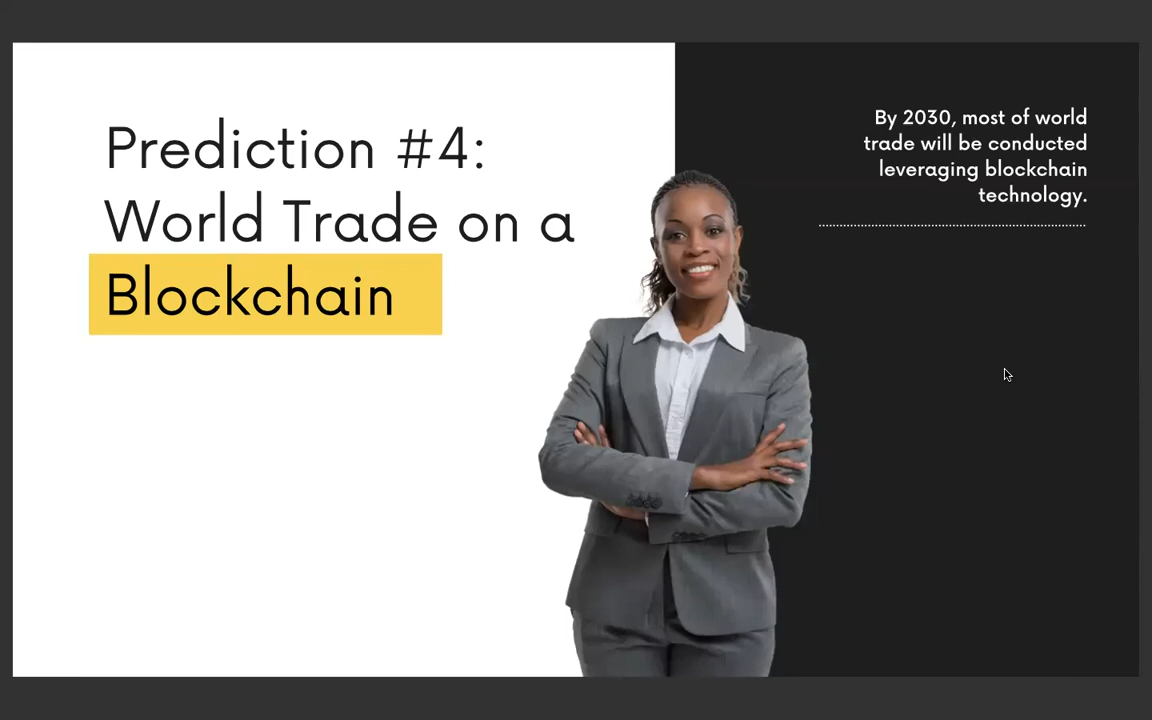 Prediction #4:
World Trade on a
Blockchain
By 2030, most of world
trade will be conducted
leveraging blockchain
technology.